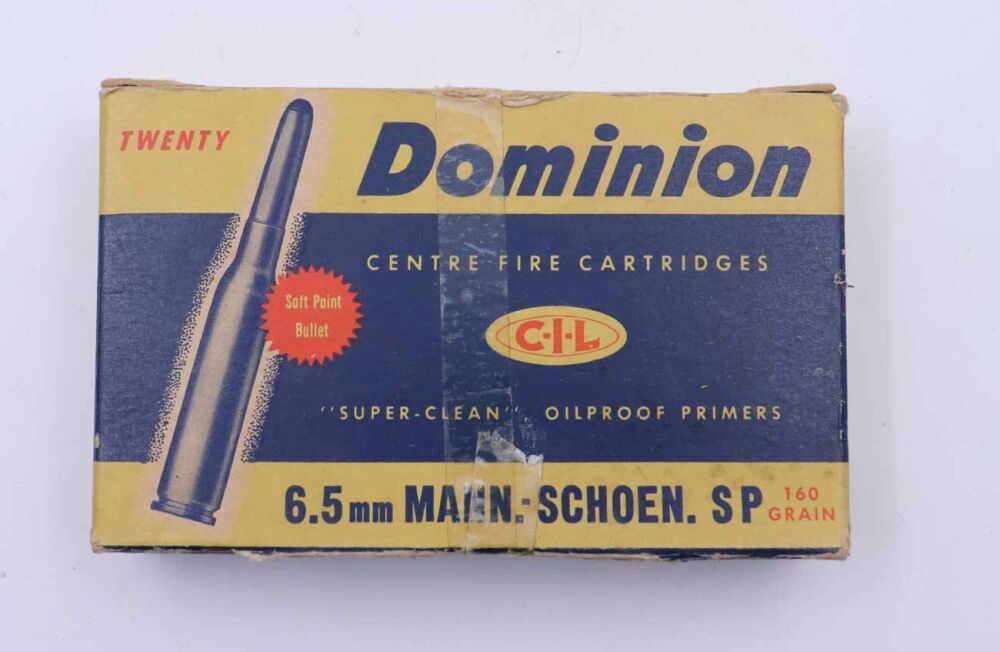 TWENTY
Dominion
CENTRE FIRE CARTRIDGES
Soft Point
Bullet
C-I-L
"SUPER-CLEAN", OILPROOF PRIMERS
6.5mm MANN.-SCHOEN. SP 160 GRAIN